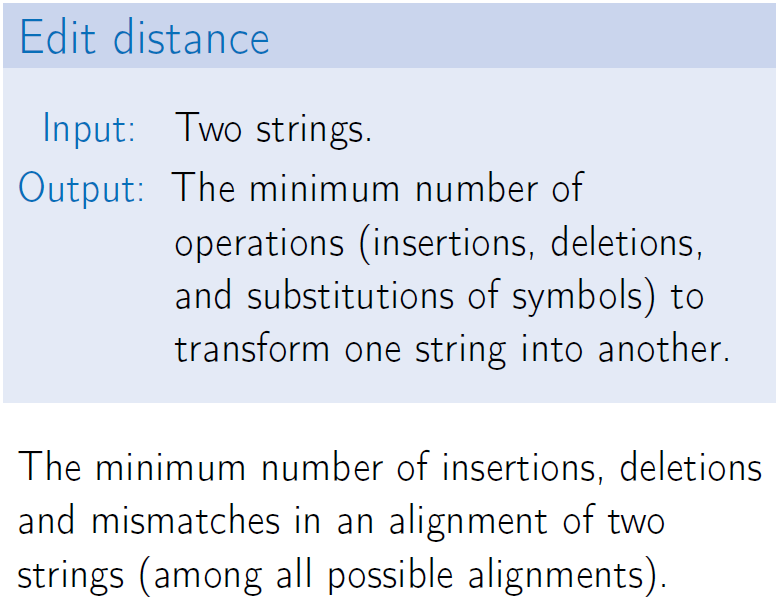 Edit distance
Input: Two strings.
Output: The minimum number of
operations (insertions, deletions,
and substitutions of symbols) to
transform one string into another.
The minimum number of insertions, deletions
and mismatches in an alignment of two
strings (among all possible alignments).